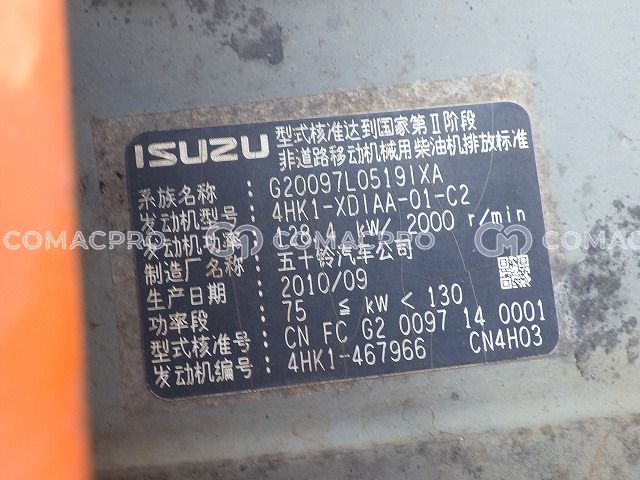 ISUZU
型式核准达到国家第Ⅱ阶段
非道路移动机械用柴油机排放标准
系族名称 : G20097L0519IXA
发动机型号 : 4HK1-XDIAA-01-C2
发动机功率 : 128.4 kW/ 2000 r/min
制造厂名称 : 五十铃汽车公司
生产日期 : 2010/09
功率段 : 75 ≦ kW < 130
型式核准号 : CN FC G2 0097 14 0001
发动机编号 : 4HK1-467966 CN4H03
COMACPRO COMACPRO COMACPRO